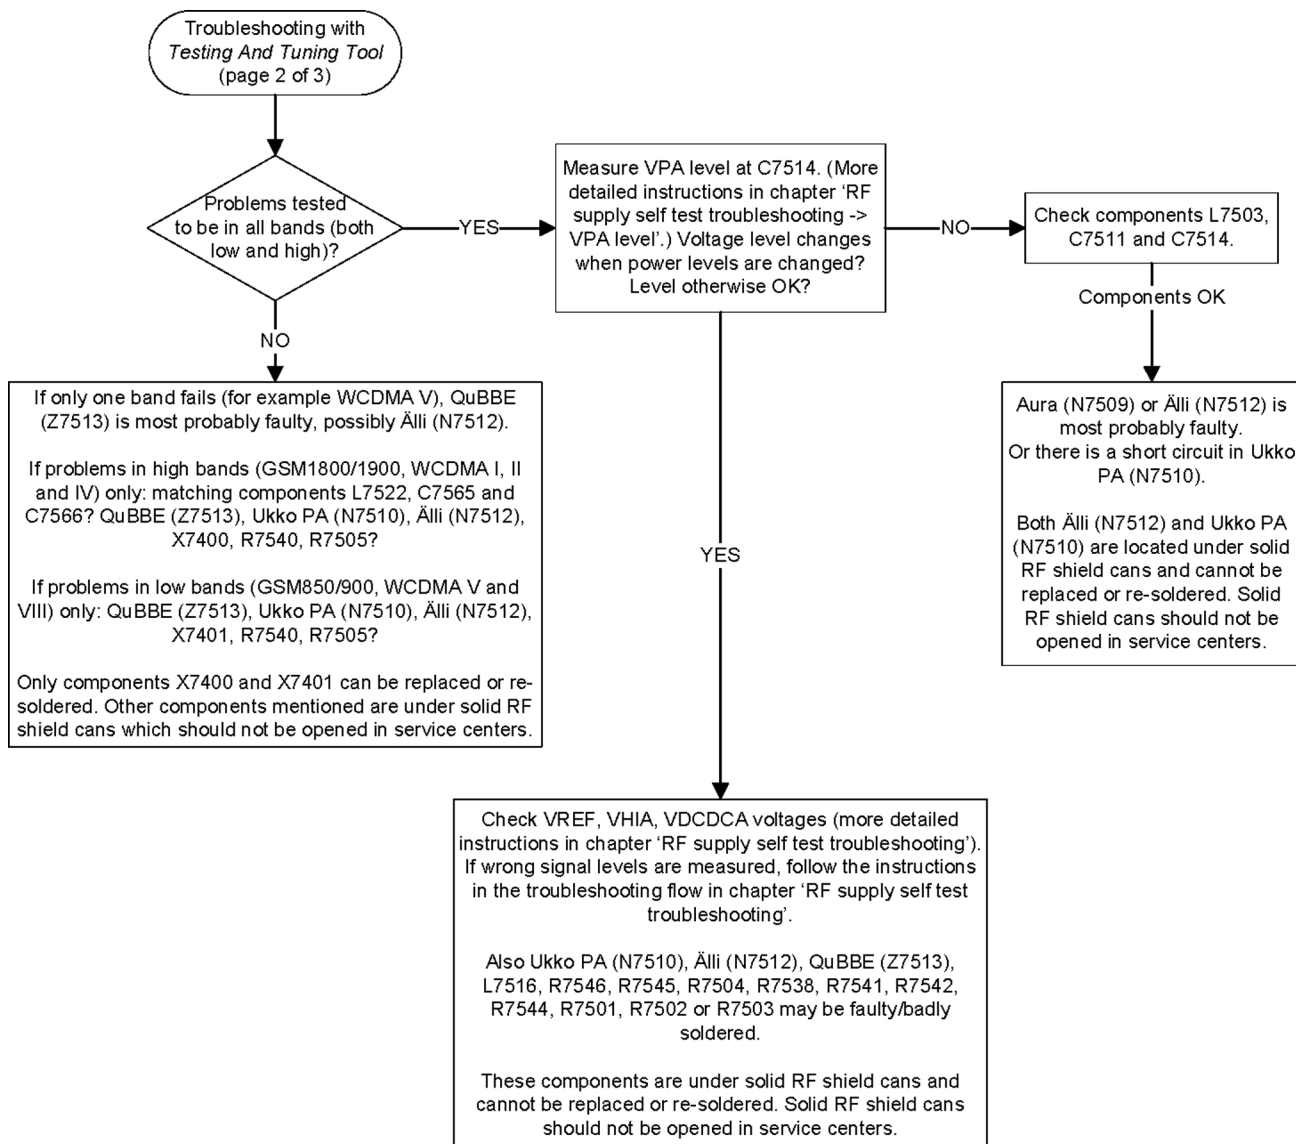 Troubleshooting with
Testing And Tuning Tool
(page 2 of 3)
Problems tested
to be in all bands (both
low and high)?
YES
Measure VPA level at C7514. (More
detailed instructions in chapter ‘RF
supply self test troubleshooting ->
VPA level’.) Voltage level changes
when power levels are changed?
Level otherwise OK?
NO
Check components L7503,
C7511 and C7514.
Components OK
NO
If only one band fails (for example WCDMA V), QuBBE
(Z7513) is most probably faulty, possibly Älli (N7512).
If problems in high bands (GSM1800/1900, WCDMA I, II
and IV) only: matching components L7522, C7565 and
C7566? QuBBE (Z7513), Ukko PA (N7510), Älli (N7512),
X7400, R7540, R7505?
If problems in low bands (GSM850/900, WCDMA V and
VIII) only: QuBBE (Z7513), Ukko PA (N7510), Älli (N7512),
X7401, R7540, R7505?
Only components X7400 and X7401 can be replaced or re-
soldered. Other components mentioned are under solid RF
shield cans which should not be opened in service centers.
Aura (N7509) or Älli (N7512) is
most probably faulty.
Or there is a short circuit in Ukko
PA (N7510).
Both Älli (N7512) and Ukko PA
(N7510) are located under solid
RF shield cans and cannot be
replaced or re-soldered. Solid
RF shield cans should not be
opened in service centers.
YES
Check VREF, VHIA, VDCDCA voltages (more detailed
instructions in chapter ‘RF supply self test troubleshooting’).
If wrong signal levels are measured, follow the instructions
in the troubleshooting flow in chapter ‘RF supply self test
troubleshooting’.
Also Ukko PA (N7510), Älli (N7512), QuBBE (Z7513),
L7516, R7546, R7545, R7504, R7538, R7541, R7542,
R7544, R7501, R7502 or R7503 may be faulty/badly
soldered.
These components are under solid RF shield cans and
cannot be replaced or re-soldered. Solid RF shield cans
should not be opened in service centers.